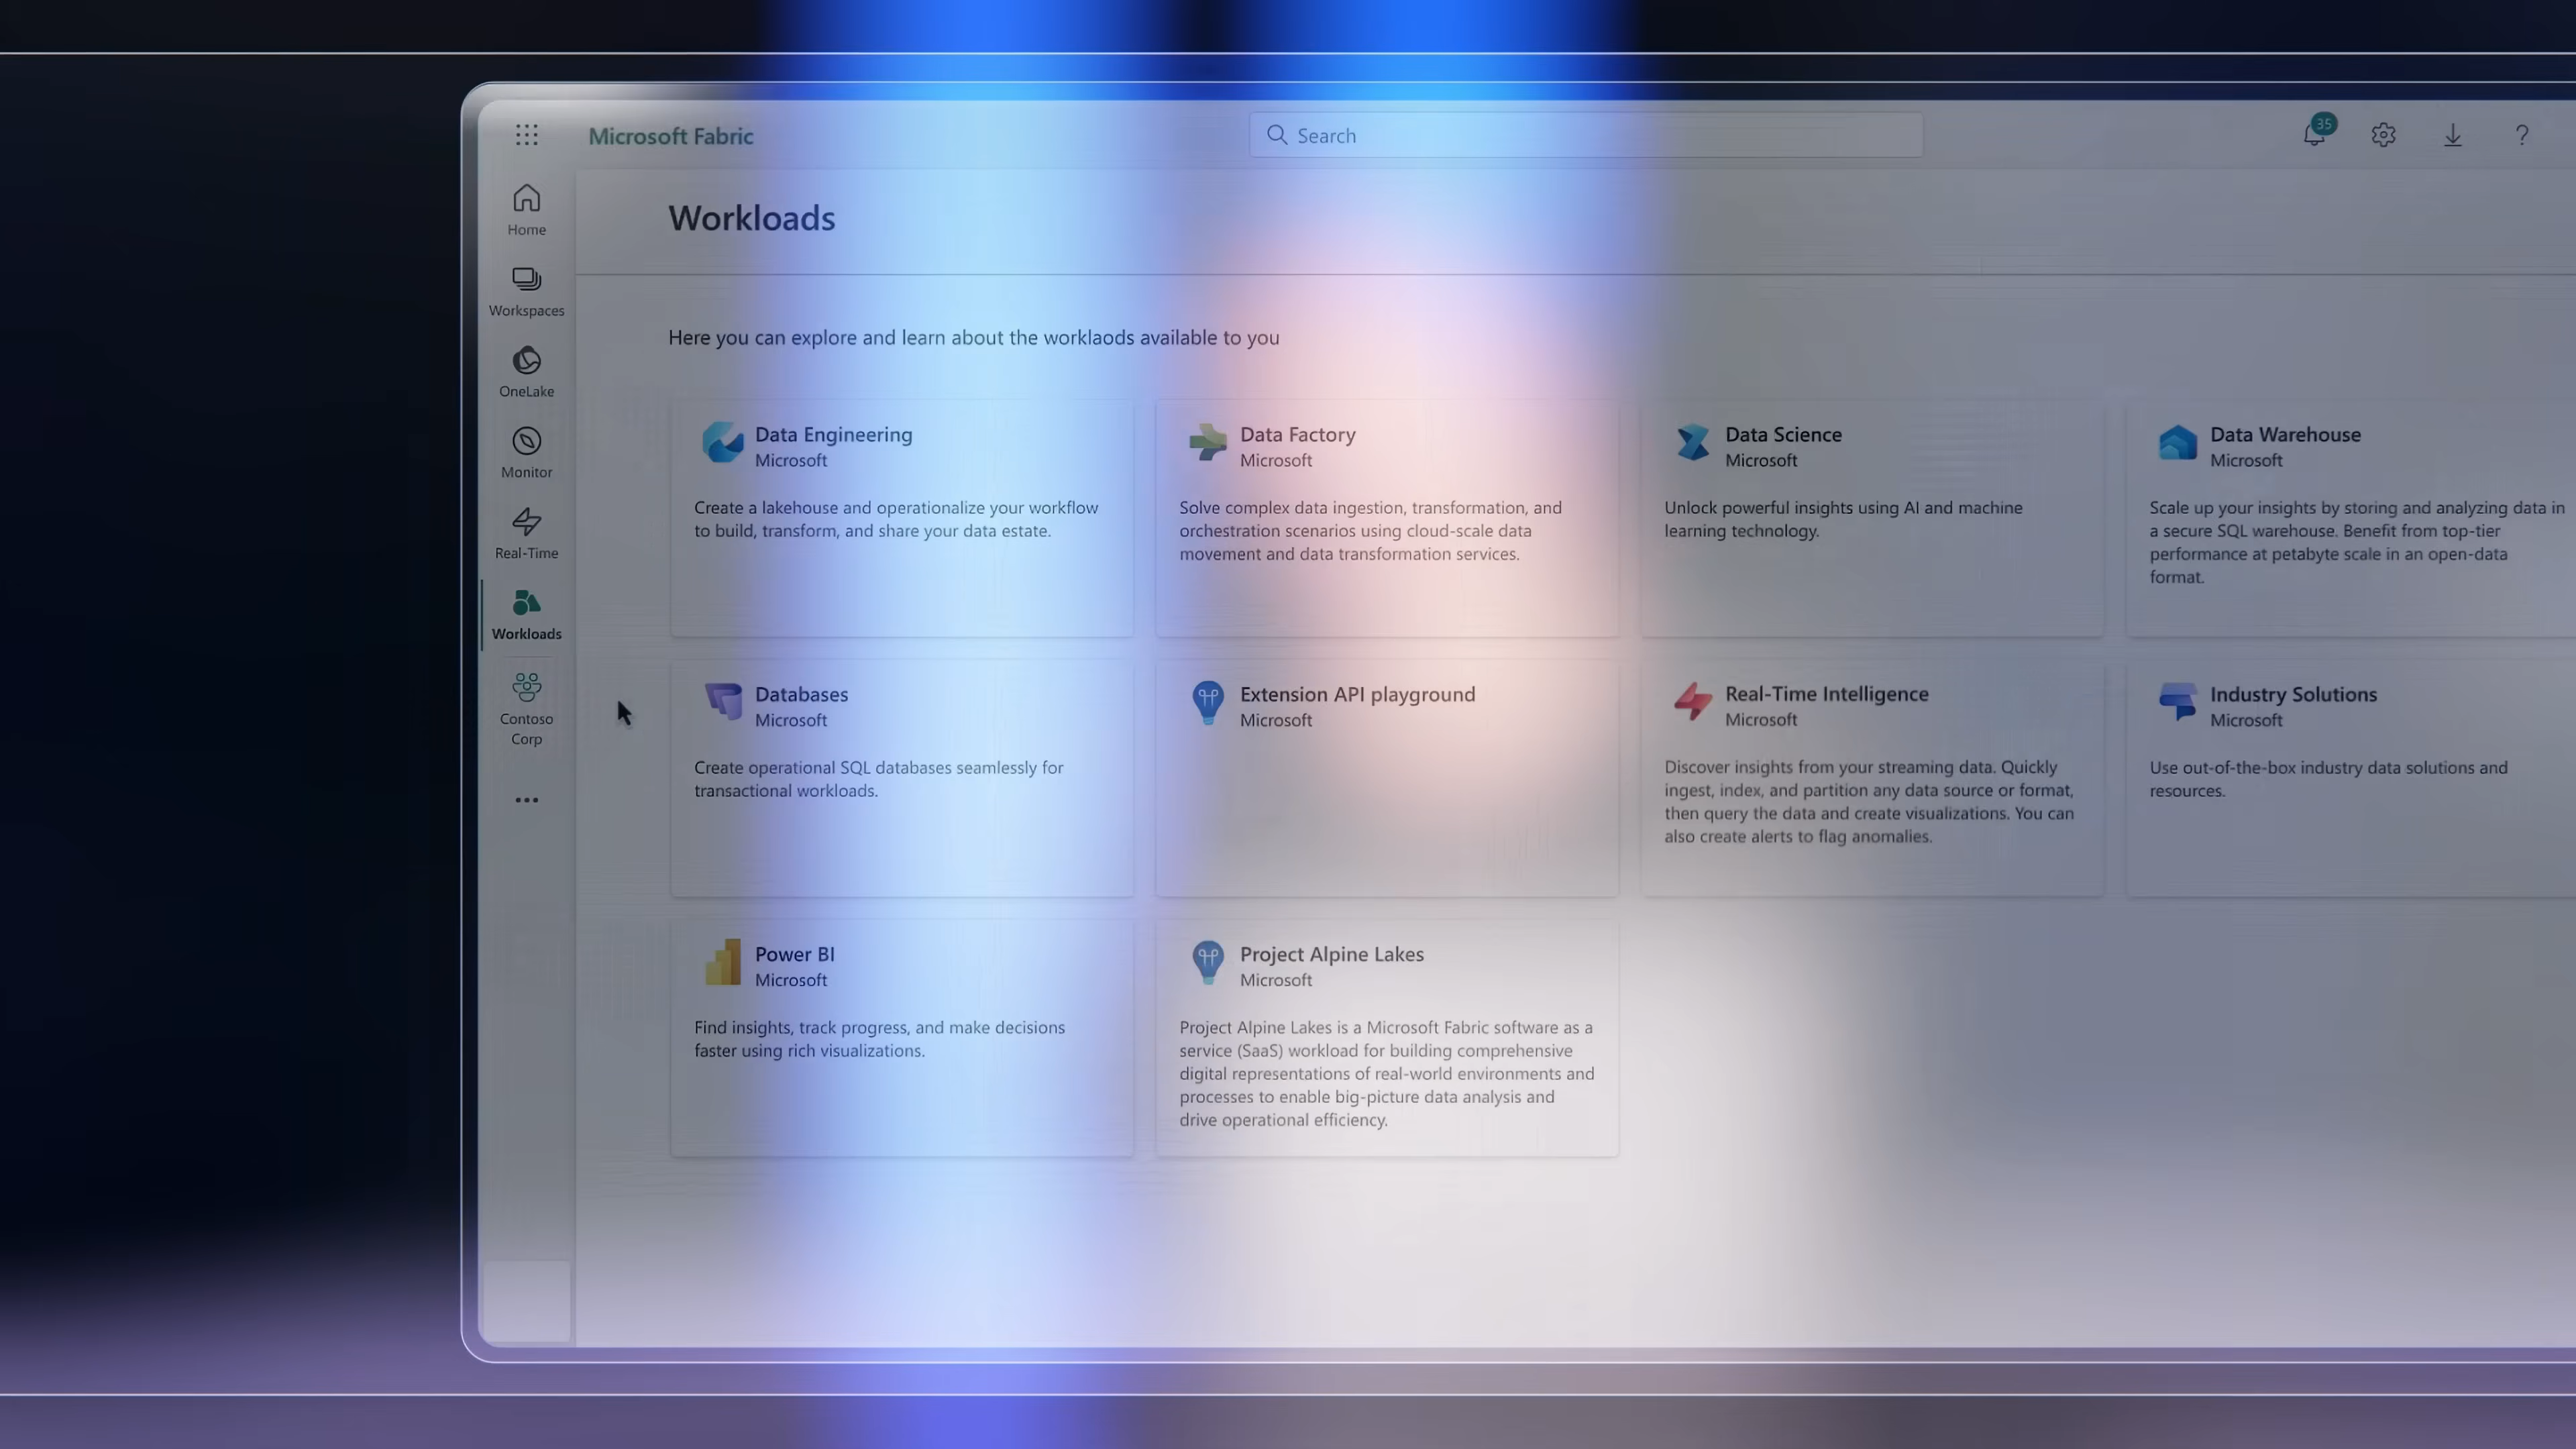 Microsoft Fabric
Search
35
?
Home
Workspaces
OneLake
Monitor
Real-Time
Workloads
Contoso
Corp
Workloads
Here you can explore and learn about the worklaods available to you
Data Engineering
Microsoft
Create a lakehouse and operationalize your workflow
to build, transform, and share your data estate.
Data Factory
Microsoft
Solve complex data ingestion, transformation, and
orchestration scenarios using cloud-scale data
movement and data transformation services.
Data Science
Microsoft
Unlock powerful insights using AI and machine
learning technology.
Data Warehouse
Microsoft
Scale up your insights by storing and analyzing data in
a secure SQL warehouse. Benefit from top-tier
performance at petabyte scale in an open-data
format.
Databases
Microsoft
Create operational SQL databases seamlessly for
transactional workloads.
Extension API playground
Microsoft
Real-Time Intelligence
Microsoft
Discover insights from your streaming data. Quickly
ingest, index, and partition any data source or format,
then query the data and create visualizations. You can
also create alerts to flag anomalies.
Industry Solutions
Microsoft
Use out-of-the-box industry data solutions and
resources.
Power BI
Microsoft
Find insights, track progress, and make decisions
faster using rich visualizations.
Project Alpine Lakes
Microsoft
Project Alpine Lakes is a Microsoft Fabric software as a
service (SaaS) workload for building comprehensive
digital representations of real-world environments and
processes to enable big-picture data analysis and
drive operational efficiency.